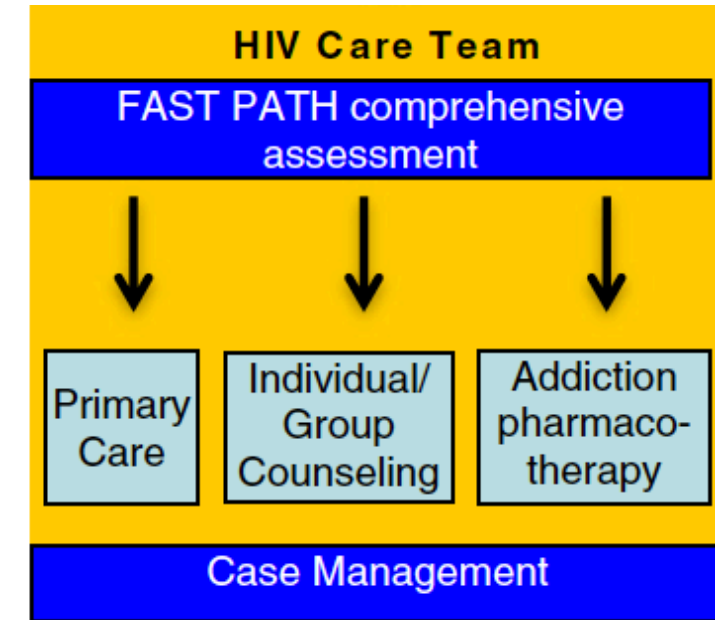 HIV Care Team
FAST PATH comprehensive
assessment
Primary
Care
Individual/
Group
Counseling
Addiction
pharmaco-
therapy
Case Management